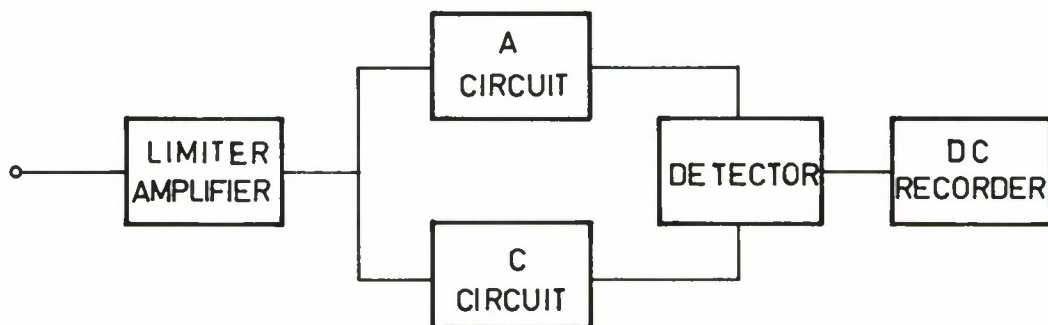 A
CIRCUIT
LIMITER
AMPLIFIER
DETECTOR
DC
RECORDER
C
CIRCUIT